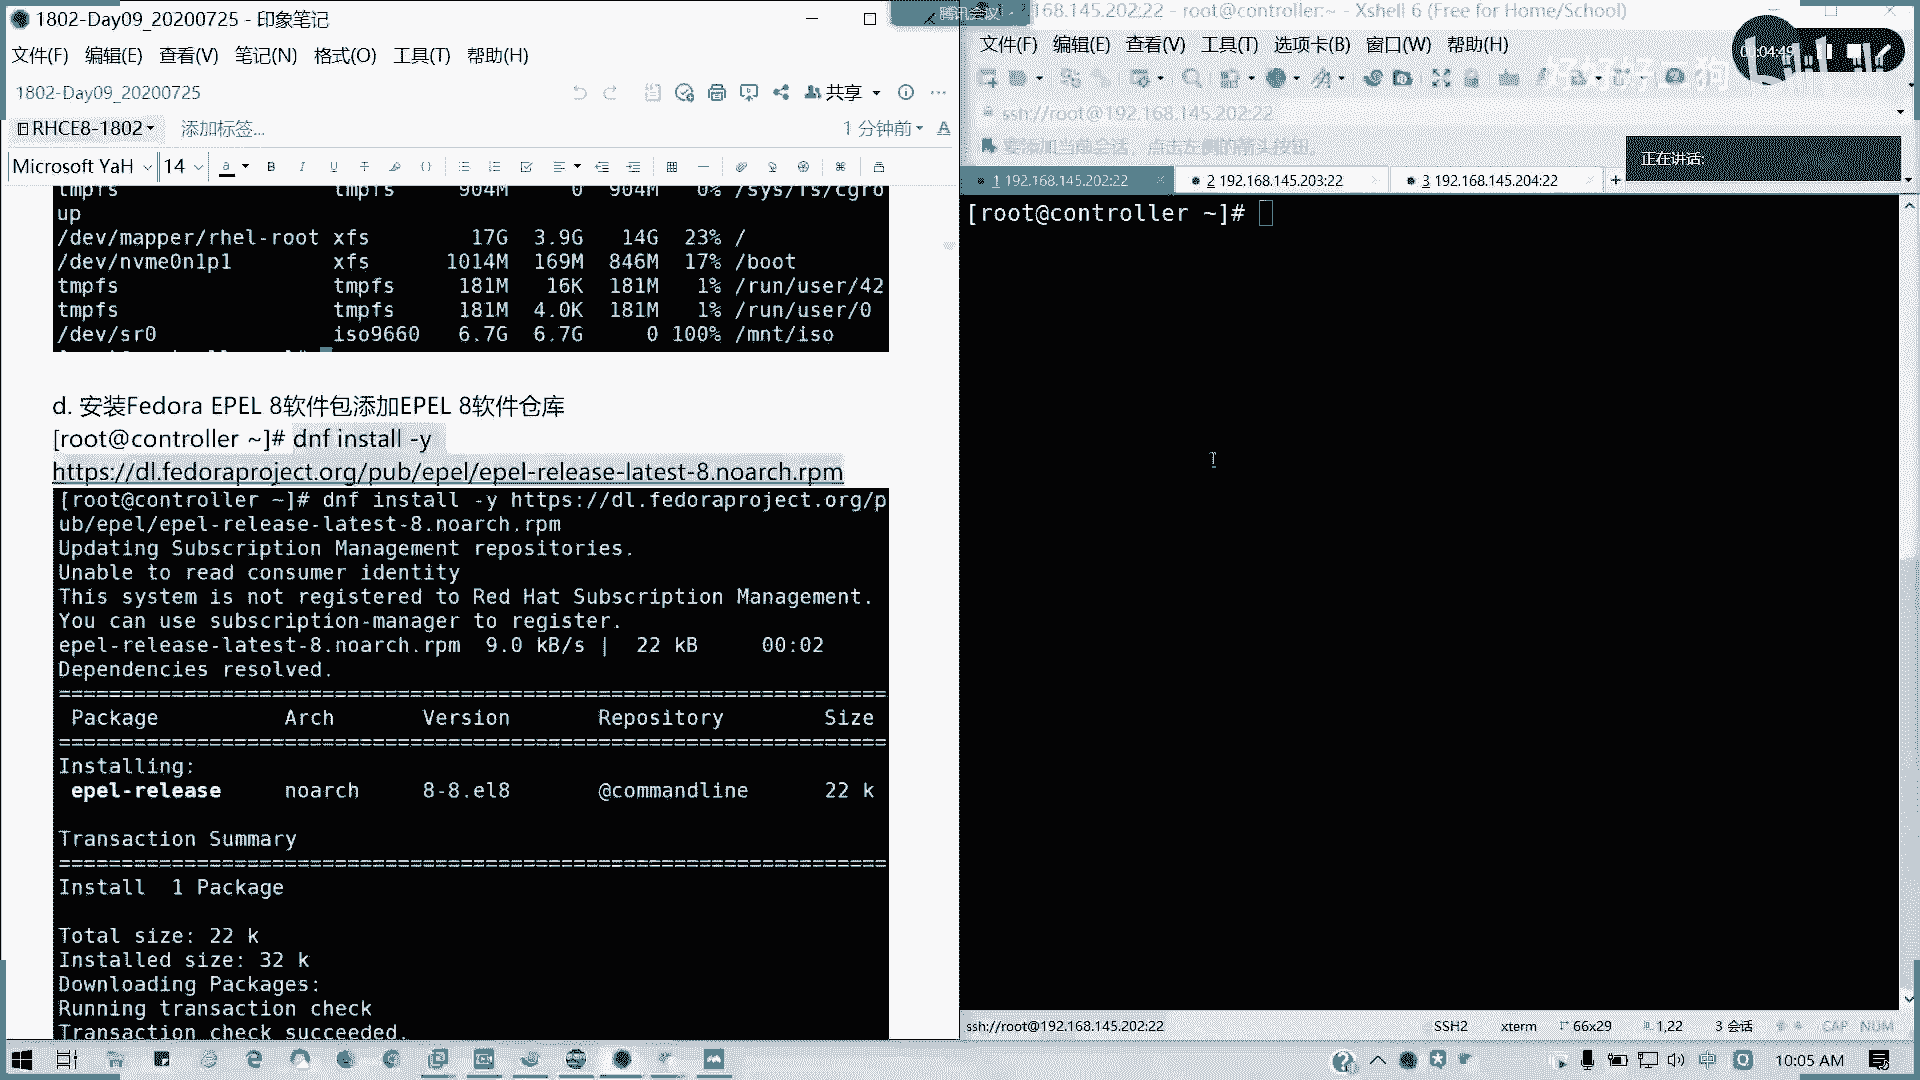 1802-Day09_20200725 - 印象笔记
文件(F) 编辑(E) 查看(V) 笔记(N) 格式(O) 工具(T) 帮助(H)
1802-Day09_20200725
共享
RHCE8-1802
添加标签...
1 分钟前
Microsoft YaH 14
tmpfs tmpfs 904M 0 904M 0% /sys/fs/cgro
up
/dev/mapper/rhel-root xfs 17G 3.9G 14G 23% /
/dev/nvme0n1p1 xfs 1014M 169M 846M 17% /boot
tmpfs tmpfs 181M 16K 181M 1% /run/user/42
tmpfs tmpfs 181M 4.0K 181M 1% /run/user/0
/dev/sr0 iso9660 6.7G 6.7G 0 100% /mnt/iso
d. 安装Fedora EPEL 8软件包添加EPEL 8软件仓库
[root@controller ~]# dnf install -y
https://dl.fedoraproject.org/pub/epel/epel-release-latest-8.noarch.rpm
[root@controller ~]# dnf install -y https://dl.fedoraproject.org/p
ub/epel/epel-release-latest-8.noarch.rpm
Updating Subscription Management repositories.
Unable to read consumer identity
This system is not registered to Red Hat Subscription Management.
You can use subscription-manager to register.
epel-release-latest-8.noarch.rpm 9.0 kB/s | 22 kB 00:02
Dependencies resolved.
Package Arch Version Repository Size
Installing:
epel-release noarch 8-8.el8 @commandline 22 k
Transaction Summary
Install 1 Package
Total size: 22 k
Installed size: 32 k
Downloading Packages:
Running transaction check
Transaction check succeeded.
腾讯会议
168.145.202:22 - root@controller:~ - Xshell 6 (Free for Home/School)
文件(F) 编辑(E) 查看(V) 工具(T) 选项卡(B) 窗口(W) 帮助(H)
04:49
ssh://root@192.168.145.202:22
要添加当前会话，点击左侧的箭头按钮。
正在讲话:
1 192.168.145.202:22
2 192.168.145.203:22
3 192.168.145.204:22
[root@controller ~]#
ssh://root@192.168.145.202:22 SSH2 xterm 66x29 1,22 3 会话 CAP NUM
中
10:05 AM